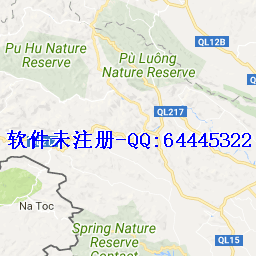 QL12B
Pu Hu Nature
Reserve
Pù Luông
Nature Reserve
QL217
软件未注册-QQ:64445322
Na Toc
Spring Nature
Reserve
Contact
QL15